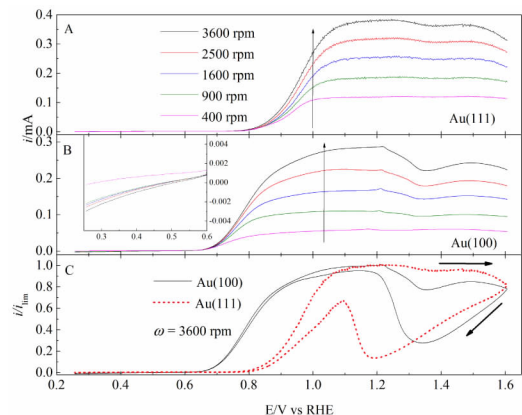 0.4
0.3
0.2
0.1
0.0
i/mA
A
3600 rpm
2500 rpm
1600 rpm
900 rpm
400 rpm
Au(111)
0.3
0.2
0.1
0.0
B
0.004
0.002
0.000
-0.002
-0.004
0.3 0.4 0.5 0.6
Au(100)
1.0
0.8
0.6
0.4
0.2
0.0
i/i_lim
C
Au(100)
Au(111)
ω = 3600 rpm
0.2 0.4 0.6 0.8 1.0 1.2 1.4 1.6
E/V vs RHE